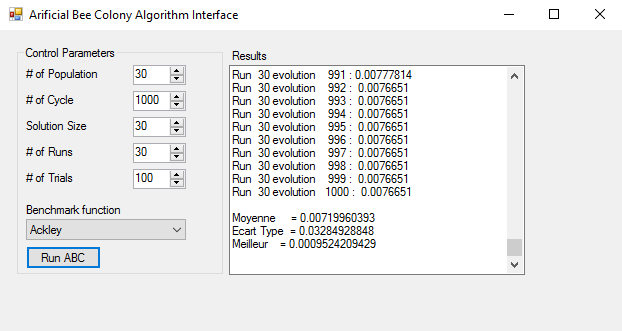 Arificial Bee Colony Algorithm Interface
Control Parameters
# of Population 30
# of Cycle 1000
Solution Size 30
# of Runs 30
# of Trials 100
Benchmark function
Ackley
Run ABC
Results
Run 30 evolution 991 : 0.00777814
Run 30 evolution 992 : 0.0076651
Run 30 evolution 993 : 0.0076651
Run 30 evolution 994 : 0.0076651
Run 30 evolution 995 : 0.0076651
Run 30 evolution 996 : 0.0076651
Run 30 evolution 997 : 0.0076651
Run 30 evolution 998 : 0.0076651
Run 30 evolution 999 : 0.0076651
Run 30 evolution 1000 : 0.0076651
Moyenne = 0.00719960393
Ecart Type = 0.03284928848
Meilleur = 0.0009524209429